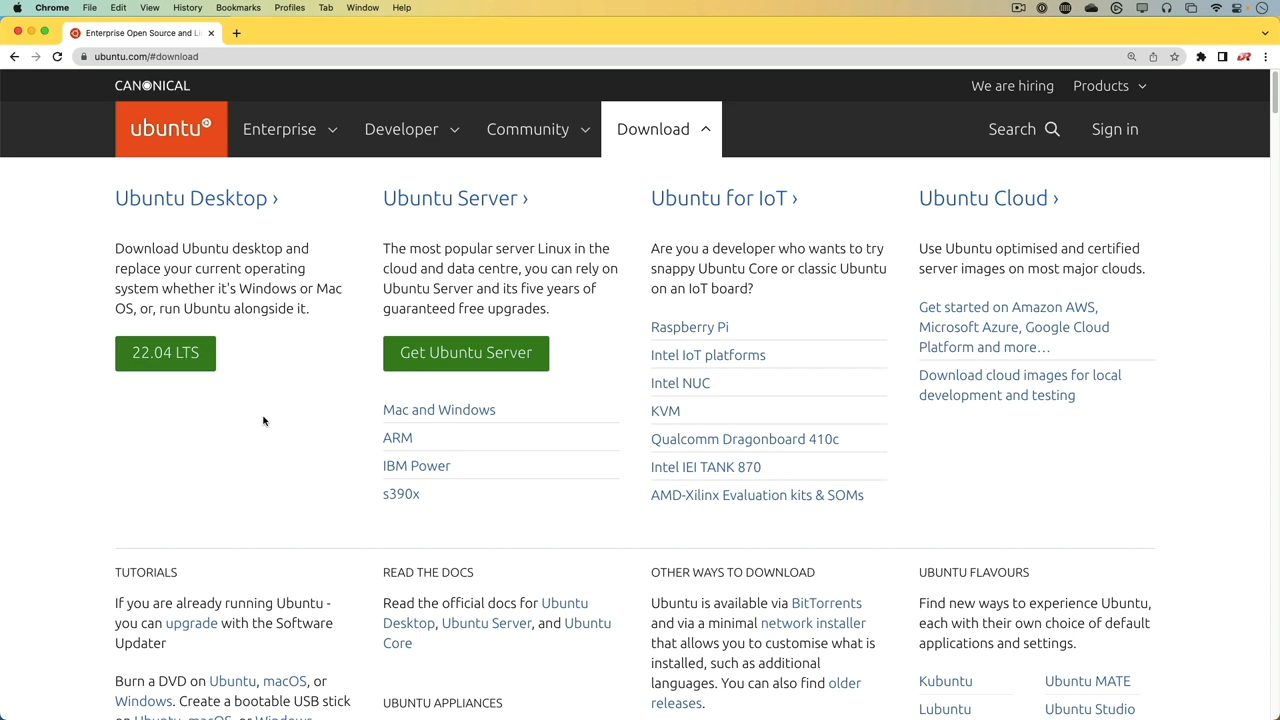 Chrome File Edit View History Bookmarks Profiles Tab Window Help
Enterprise Open Source and Li
ubuntu.com/#download
CANONICAL We are hiring Products
ubuntu Enterprise Developer Community Download Search Sign in
Ubuntu Desktop ›
Download Ubuntu desktop and
replace your current operating
system whether it's Windows or Mac
OS, or, run Ubuntu alongside it.
22.04 LTS
Ubuntu Server ›
The most popular server Linux in the
cloud and data centre, you can rely on
Ubuntu Server and its five years of
guaranteed free upgrades.
Get Ubuntu Server
Mac and Windows
ARM
IBM Power
s390x
Ubuntu for IoT ›
Are you a developer who wants to try
snappy Ubuntu Core or classic Ubuntu
on an IoT board?
Raspberry Pi
Intel IoT platforms
Intel NUC
KVM
Qualcomm Dragonboard 410c
Intel IEI TANK 870
AMD-Xilinx Evaluation kits & SOMs
Ubuntu Cloud ›
Use Ubuntu optimised and certified
server images on most major clouds.
Get started on Amazon AWS,
Microsoft Azure, Google Cloud
Platform and more…
Download cloud images for local
development and testing
TUTORIALS
If you are already running Ubuntu -
you can upgrade with the Software
Updater
Burn a DVD on Ubuntu, macOS, or
Windows. Create a bootable USB stick
on Ubuntu, macOS, or Windows
READ THE DOCS
Read the official docs for Ubuntu
Desktop, Ubuntu Server, and Ubuntu
Core
UBUNTU APPLIANCES
OTHER WAYS TO DOWNLOAD
Ubuntu is available via BitTorrents
and via a minimal network installer
that allows you to customise what is
installed, such as additional
languages. You can also find older
releases.
UBUNTU FLAVOURS
Find new ways to experience Ubuntu,
each with their own choice of default
applications and settings.
Kubuntu Ubuntu MATE
Lubuntu Ubuntu Studio